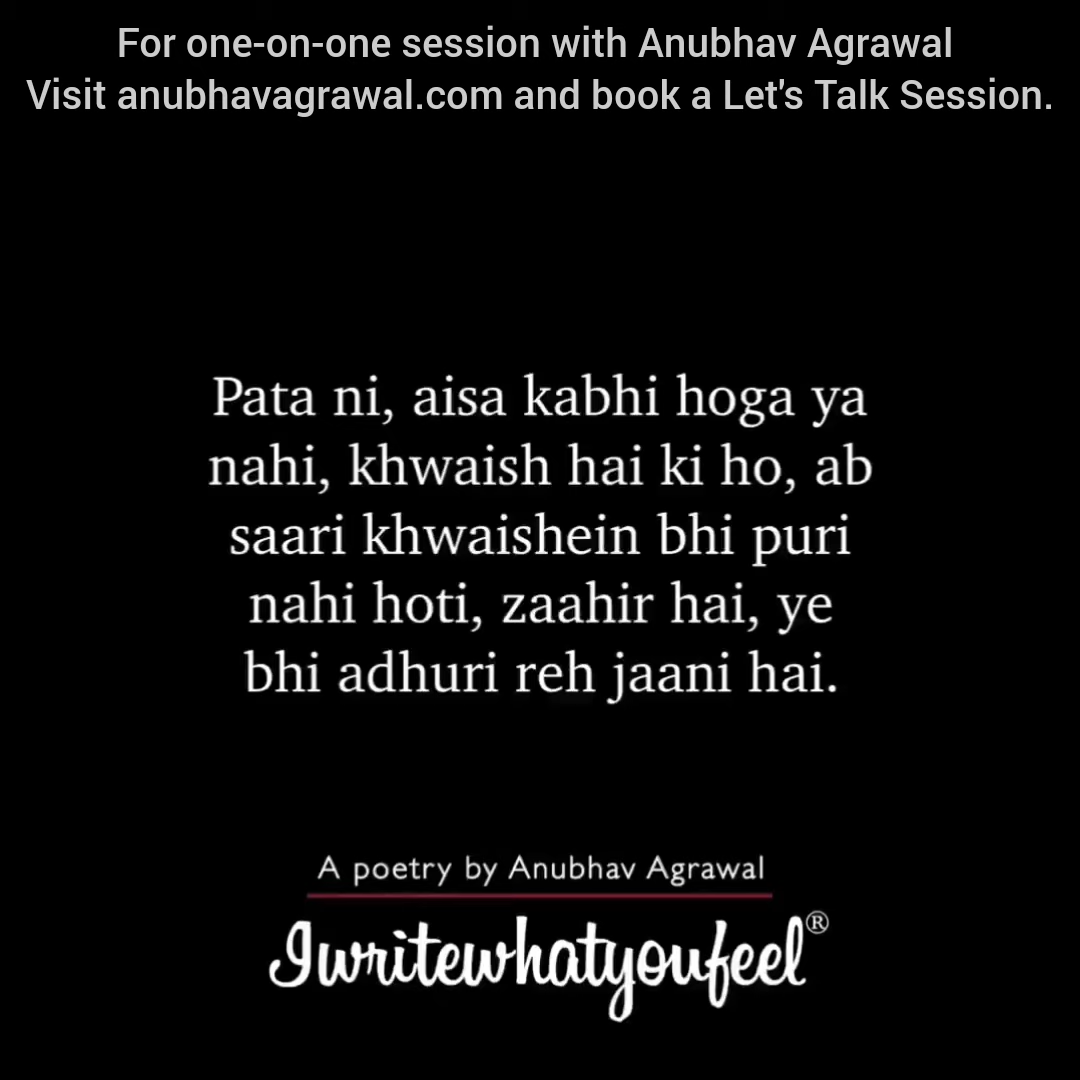 For one-on-one session with Anubhav Agrawal
Visit anubhavagrawal.com and book a Let's Talk Session.
Pata ni, aisa kabhi hoga ya
nahi, khwaish hai ki ho, ab
saari khwaishein bhi puri
nahi hoti, zaahir hai, ye
bhi adhuri reh jaani hai.
A poetry by Anubhav Agrawal
Iwritewhatyoufeel®